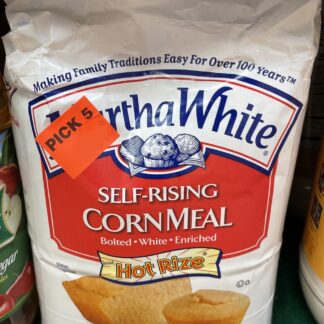 Making Family Traditions Easy For Over 100 Years™
White
PICK 5
SELF-RISING
CORN MEAL
Bolted • White • Enriched
Hot Rize
gar